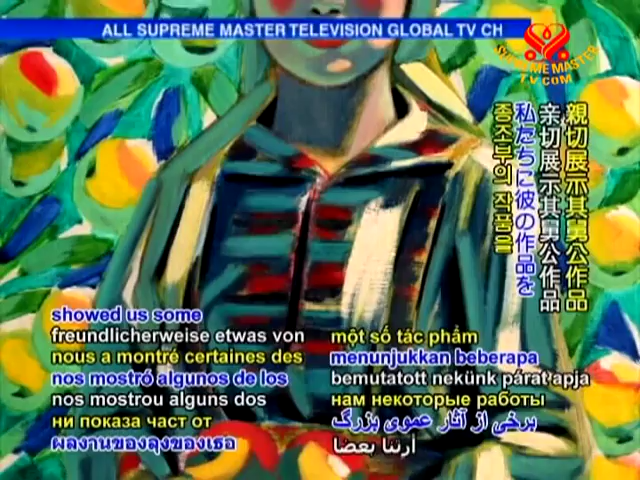 ALL SUPREME MASTER TELEVISION GLOBAL TV CH
SUPREME MASTER
TV.COM
親切展示其舅公作品
亲切展示其舅公作品
私たちに彼の作品を
종조부의 작품을
showed us some
freundlicherweise etwas von
nous a montré certaines des
nos mostró algunos de los
nos mostrou alguns dos
ни показа част от
ผลงานของลุงของเธอ
một số tác phẩm
menunjukkan beberapa
bemutatott nekünk párat apja
нам некоторые работы
برخی از آثار عموی بزرگ
أرتنا بعضا